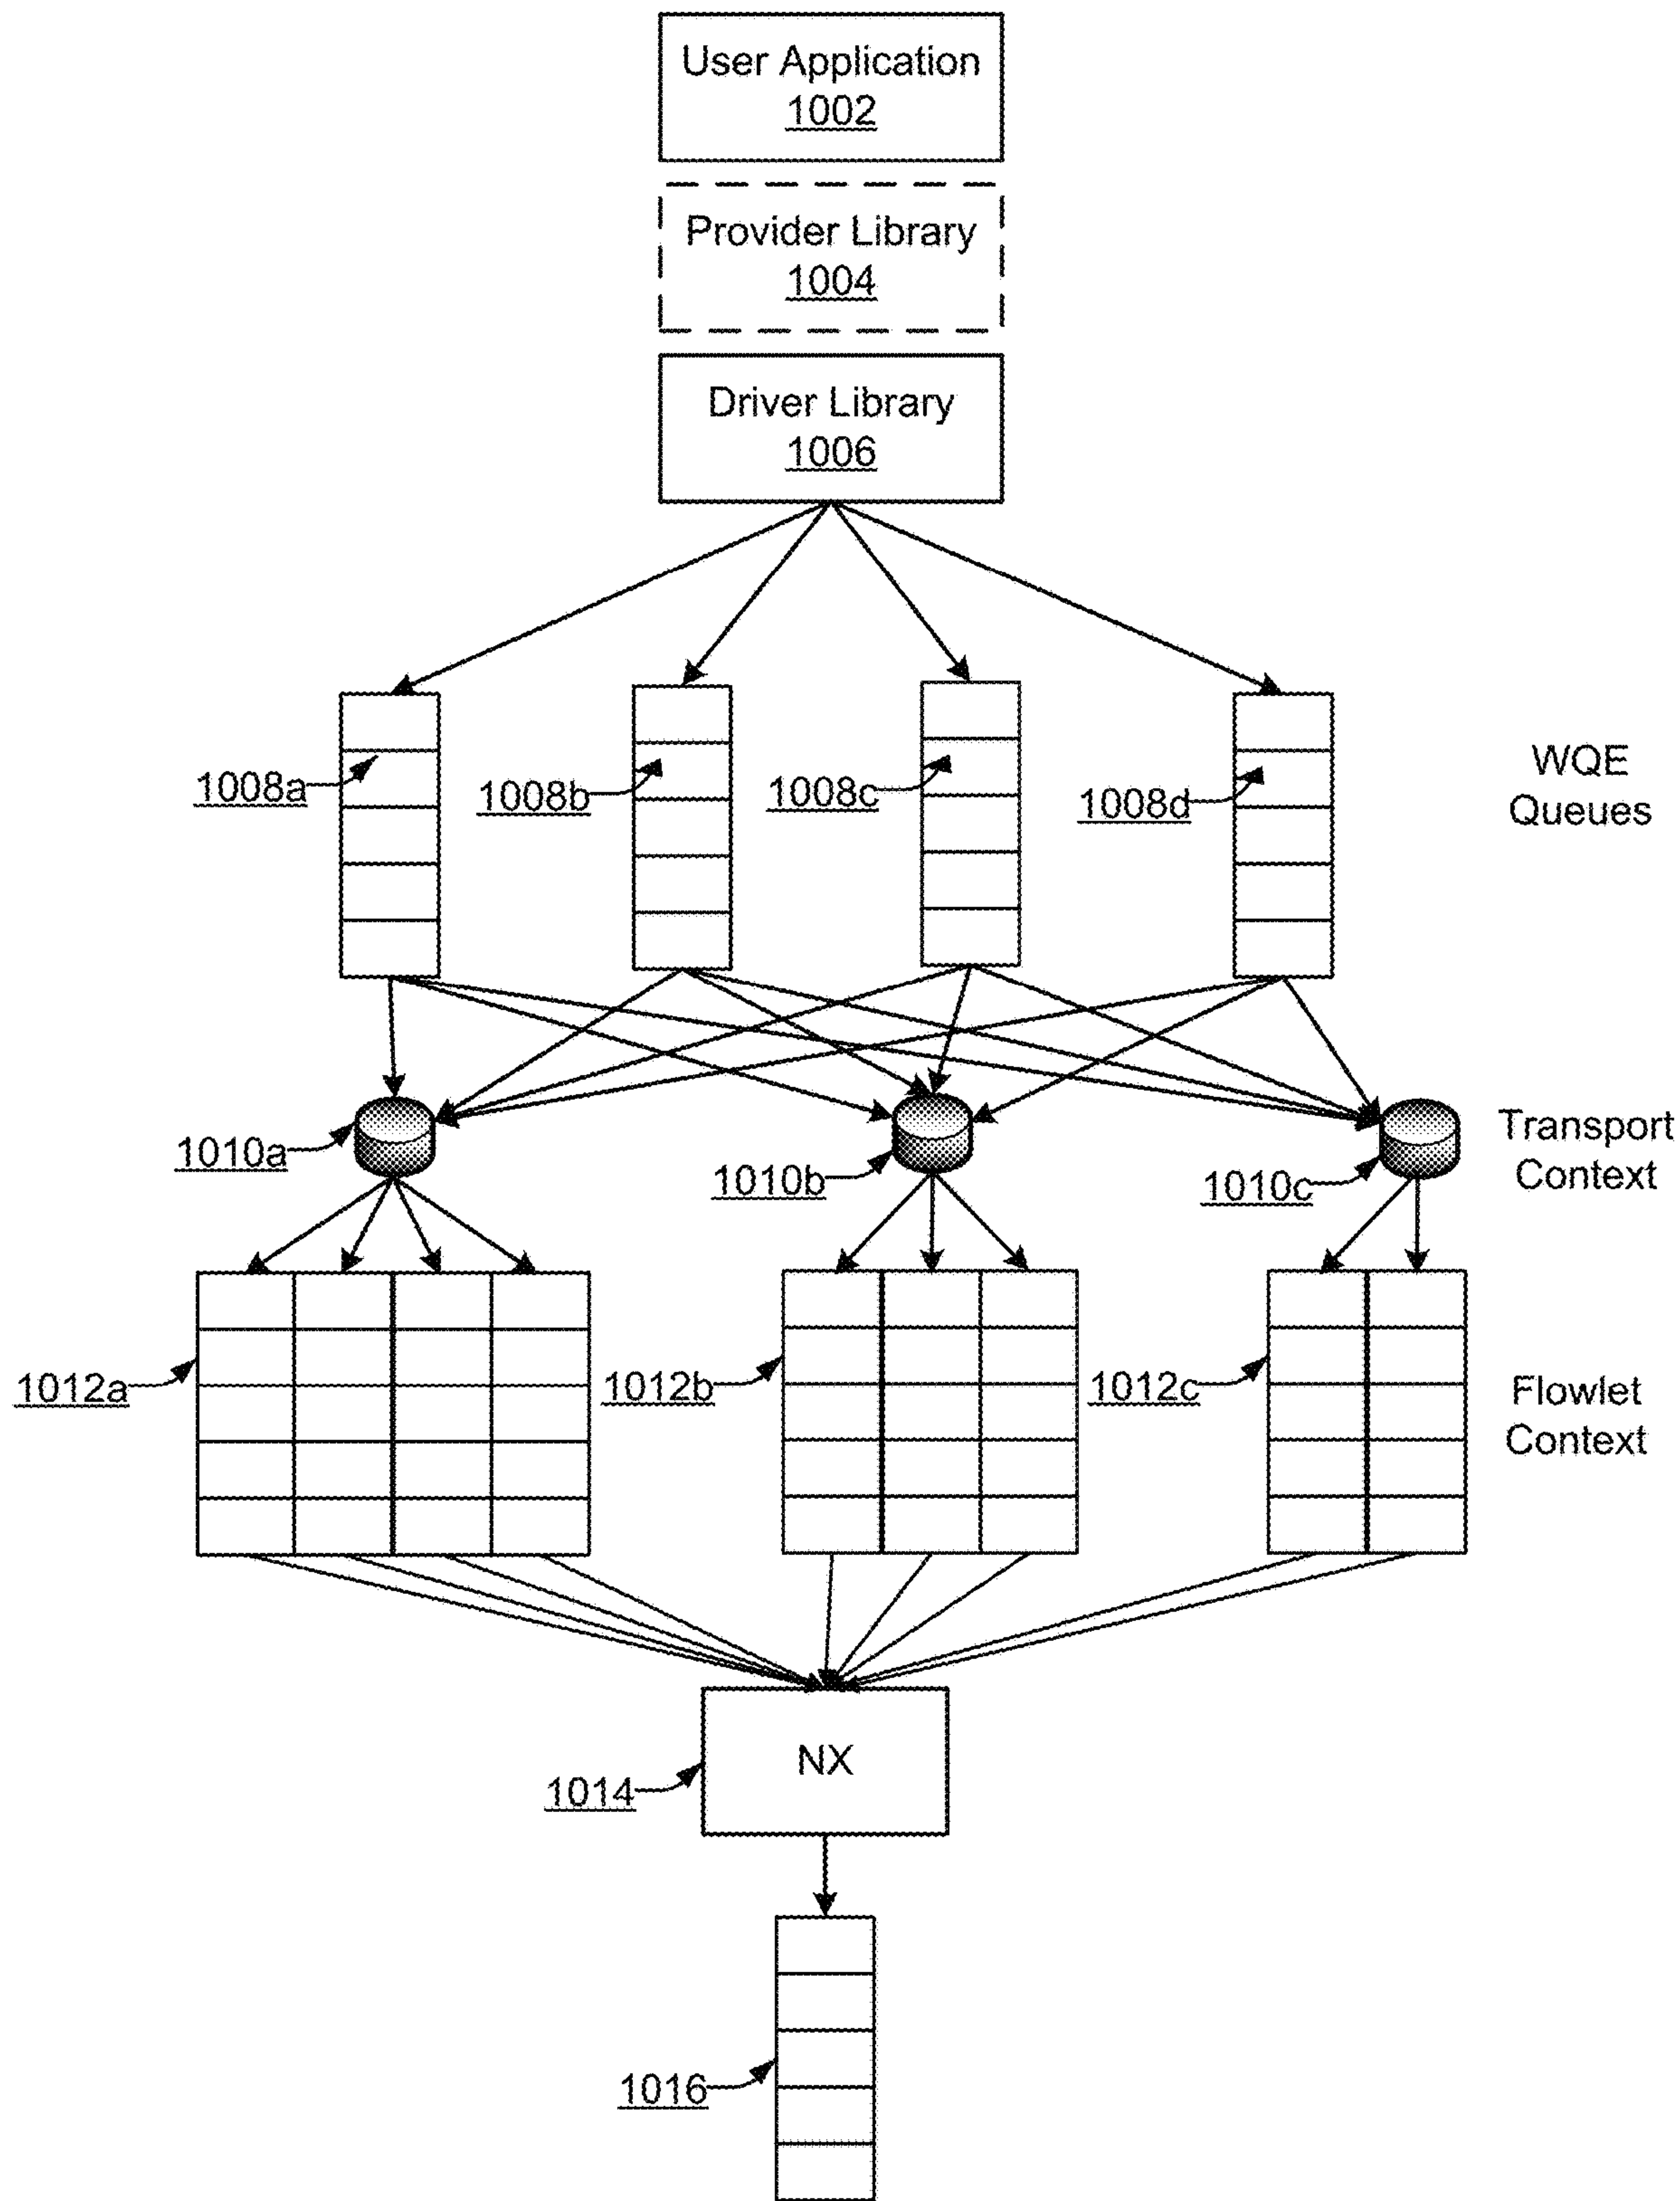 User Application
1002
Provider Library
1004
Driver Library
1006
1008a
1008b
1008c
1008d
WQE
Queues
1010a
1010b
1010c
Transport
Context
1012a
1012b
1012c
Flowlet
Context
NX
1014
1016